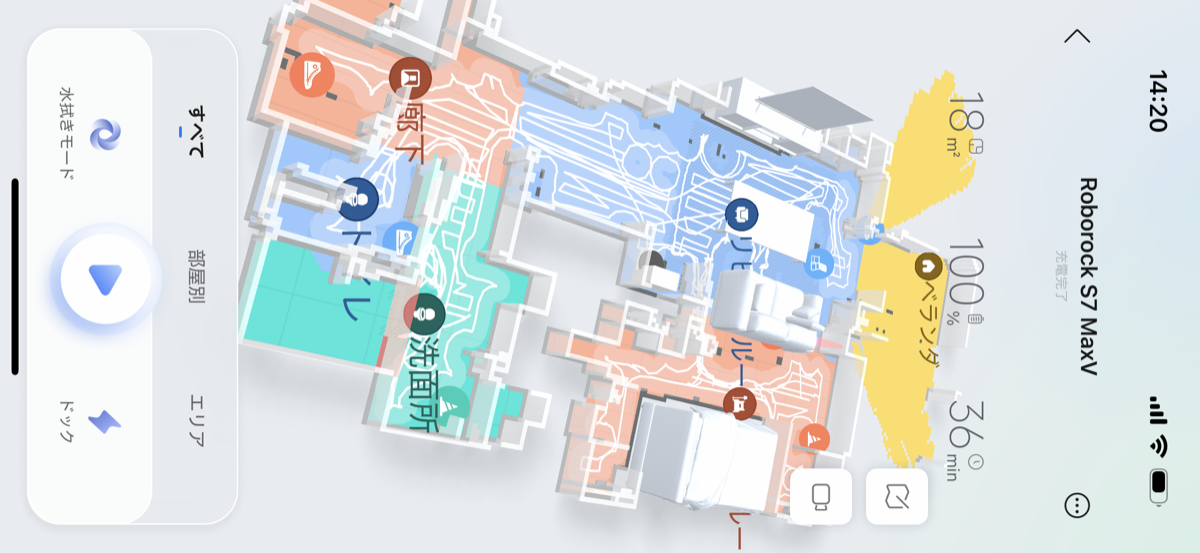 14:20
Roborock S7 MaxV
充電完了
18 m² 100 % 36 min
ベランダ
リビ ルー
廊下 洗面所
トイレ
すべて 部屋別 エリア
水拭きモード ドック